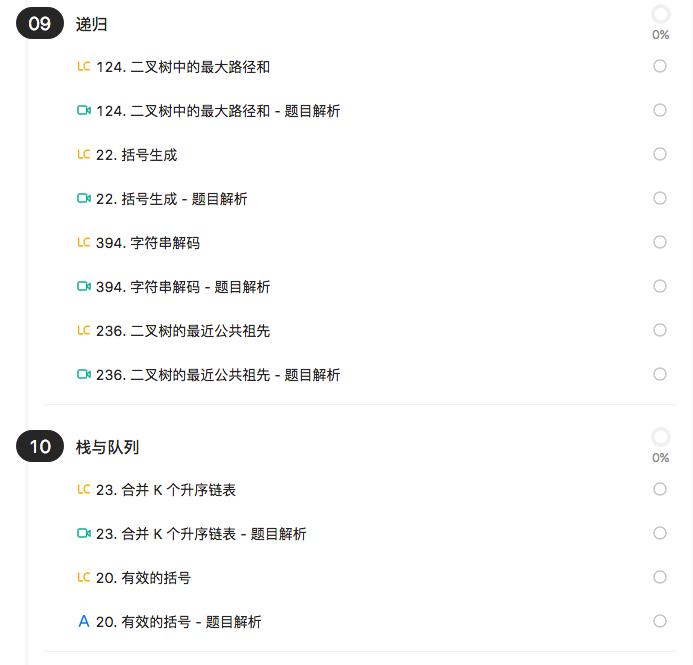 09 递归
0%
LC 124. 二叉树中的最大路径和
124. 二叉树中的最大路径和 - 题目解析
LC 22. 括号生成
22. 括号生成 - 题目解析
LC 394. 字符串解码
394. 字符串解码 - 题目解析
LC 236. 二叉树的最近公共祖先
236. 二叉树的最近公共祖先 - 题目解析
10 栈与队列
0%
LC 23. 合并 K 个升序链表
23. 合并 K 个升序链表 - 题目解析
LC 20. 有效的括号
A 20. 有效的括号 - 题目解析